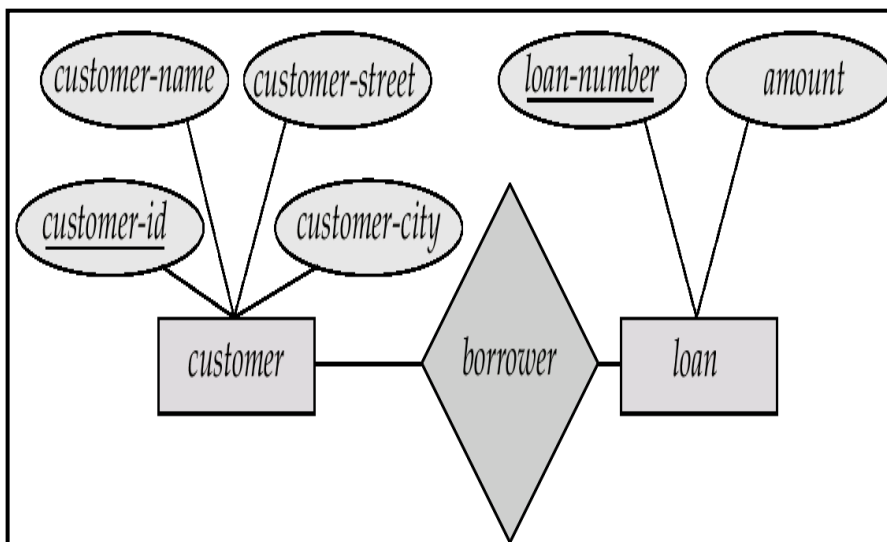 customer-name
customer-street
loan-number
amount
customer-id
customer-city
customer
borrower
loan